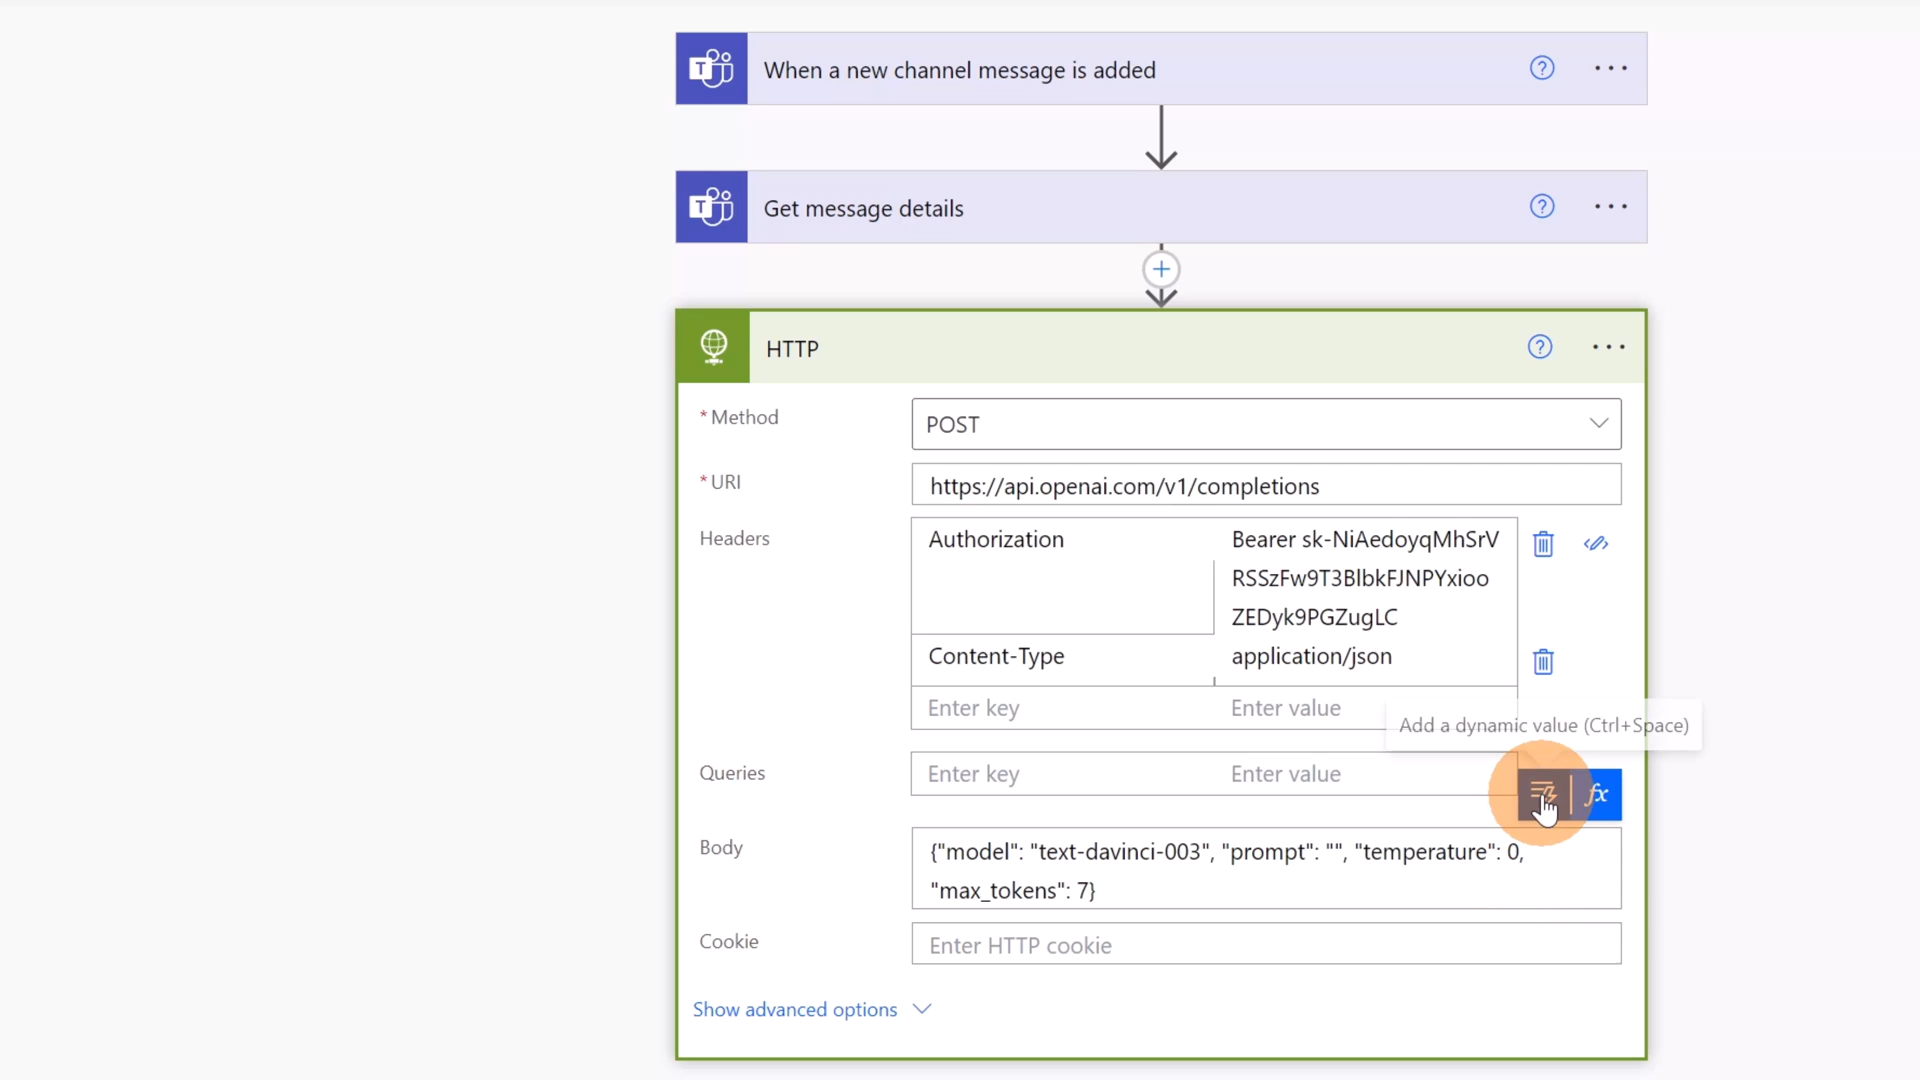 When a new channel message is added
Get message details
HTTP
* Method
POST
* URI
https://api.openai.com/v1/completions
Headers
Authorization
Bearer sk-NiAedoyqMhSrV
RSSzFw9T3BlbkFJNPYxioo
ZEDyk9PGZugLC
Content-Type
application/json
Enter key
Enter value
Add a dynamic value (Ctrl+Space)
Queries
Enter key
Enter value
fx
Body
{"model": "text-davinci-003", "prompt": "", "temperature": 0,
"max_tokens": 7}
Cookie
Enter HTTP cookie
Show advanced options